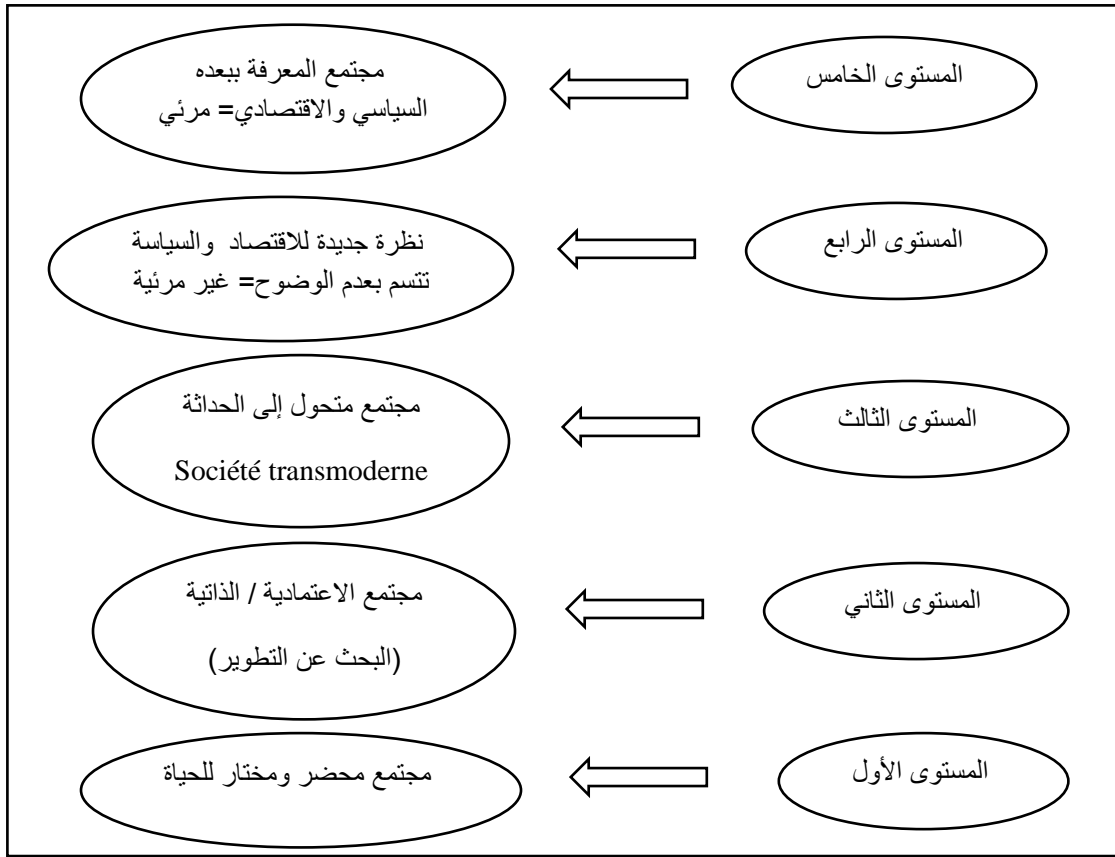 المستوى الخامس
مجتمع المعرفة ببعده
السياسي والاقتصادي= مرئي
المستوى الرابع
نظرة جديدة للاقتصاد والسياسة
تتسم بعدم الوضوح= غير مرئية
المستوى الثالث
مجتمع متحول إلى الحداثة
Société transmoderne
المستوى الثاني
مجتمع الاعتمادية / الذاتية
(البحث عن التطوير)
المستوى الأول
مجتمع محضر ومختار للحياة